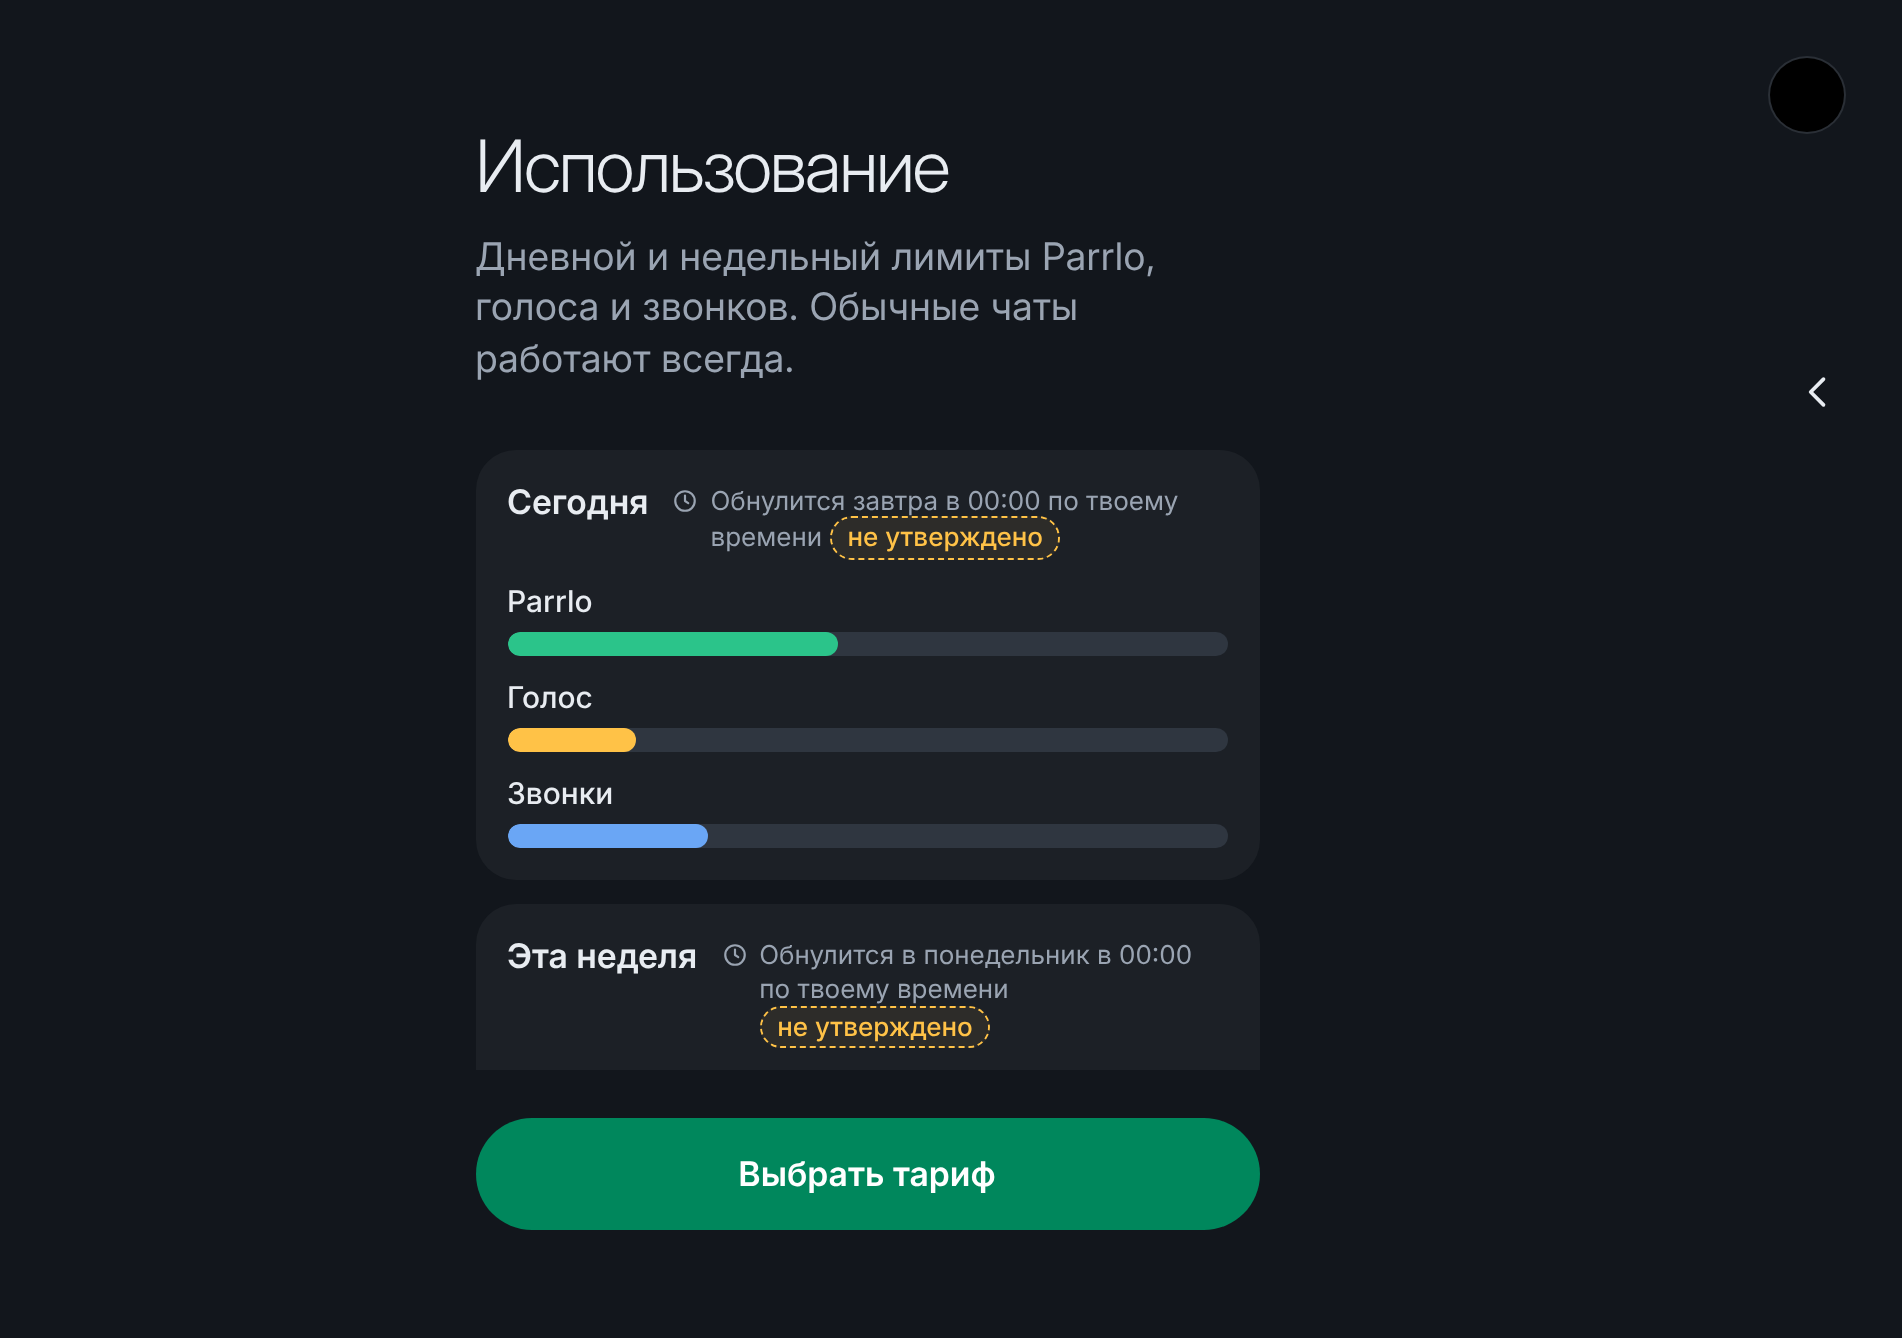 Использование
Дневной и недельный лимиты Parrlo,
голоса и звонков. Обычные чаты
работают всегда.
Сегодня Обнулится завтра в 00:00 по твоему
времени не утверждено
Parrlo
Голос
Звонки
Эта неделя Обнулится в понедельник в 00:00
по твоему времени
не утверждено
Выбрать тариф